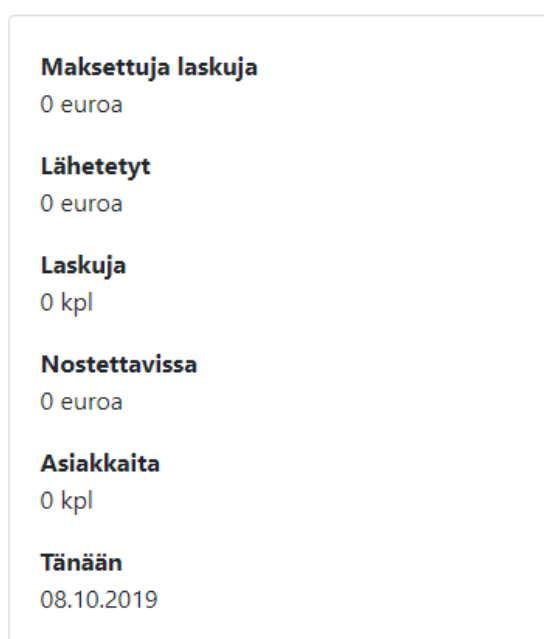 Maksettuja laskuja
0 euroa
Lähetetyt
0 euroa
Laskuja
0 kpl
Nostettavissa
0 euroa
Asiakkaita
0 kpl
Tänään
08.10.2019